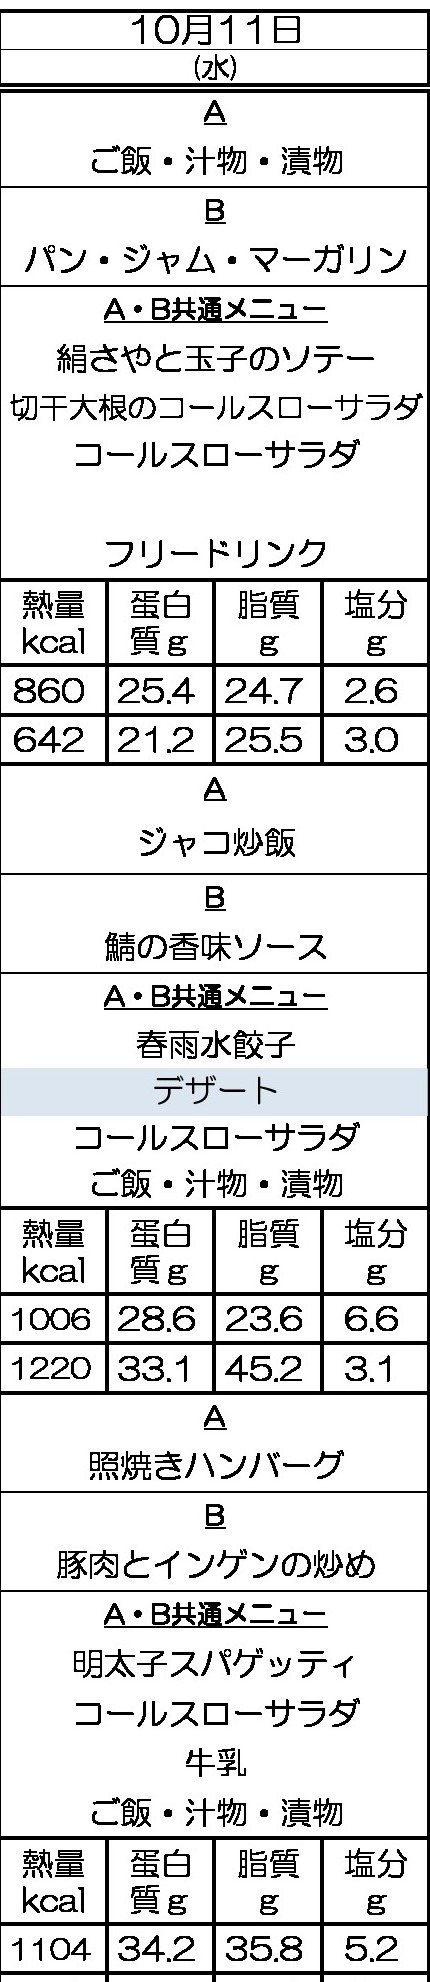 10月11日
(水)
A
ご飯・汁物・漬物
B
パン・ジャム・マーガリン
A・B共通メニュー
絹さやと玉子のソテー
切干大根のコールスローサラダ
コールスローサラダ
フリードリンク
熱量 蛋白 脂質 塩分
kcal 質g g g
860 25.4 24.7 2.6
642 21.2 25.5 3.0
A
ジャコ炒飯
B
鯖の香味ソース
A・B共通メニュー
春雨水餃子
デザート
コールスローサラダ
ご飯・汁物・漬物
熱量 蛋白 脂質 塩分
kcal 質g g g
1006 28.6 23.6 6.6
1220 33.1 45.2 3.1
A
照焼きハンバーグ
B
豚肉とインゲンの炒め
A・B共通メニュー
明太子スパゲッティ
コールスローサラダ
牛乳
ご飯・汁物・漬物
熱量 蛋白 脂質 塩分
kcal 質g g g
1104 34.2 35.8 5.2